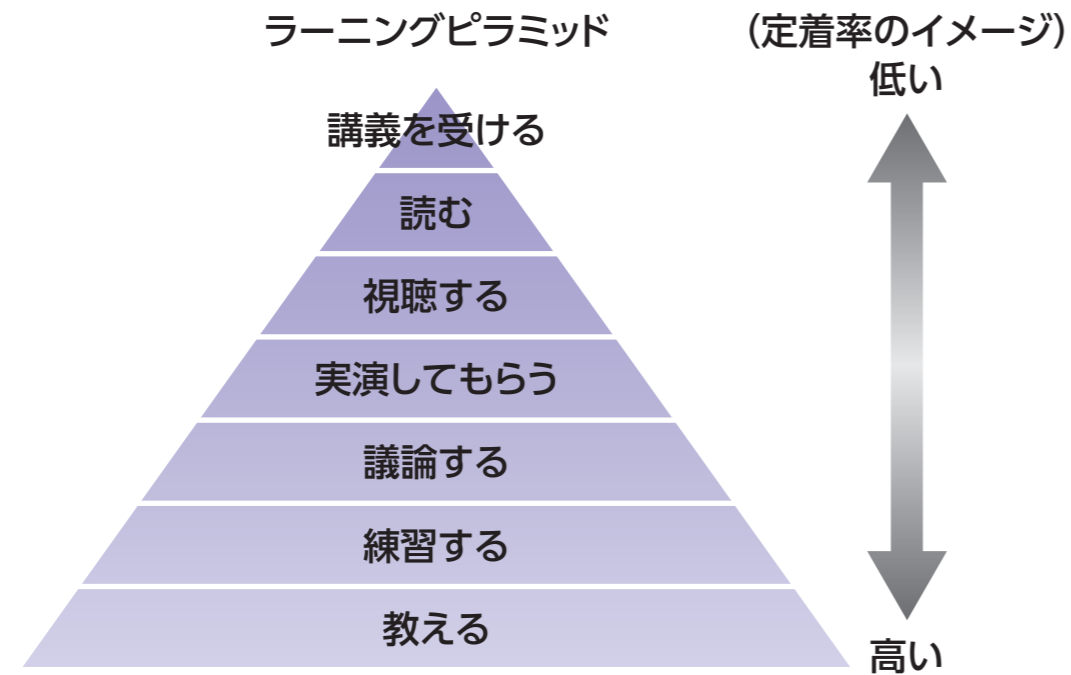 ラーニングピラミッド
(定着率のイメージ)
低い
講義を受ける
読む
視聴する
実演してもらう
議論する
練習する
教える
高い